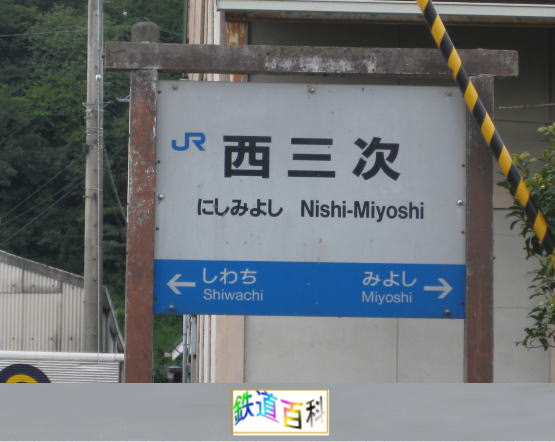 JR 西三次
にしみよし Nishi-Miyoshi
← しわち みよし →
Shiwachi Miyoshi
鉄道百科